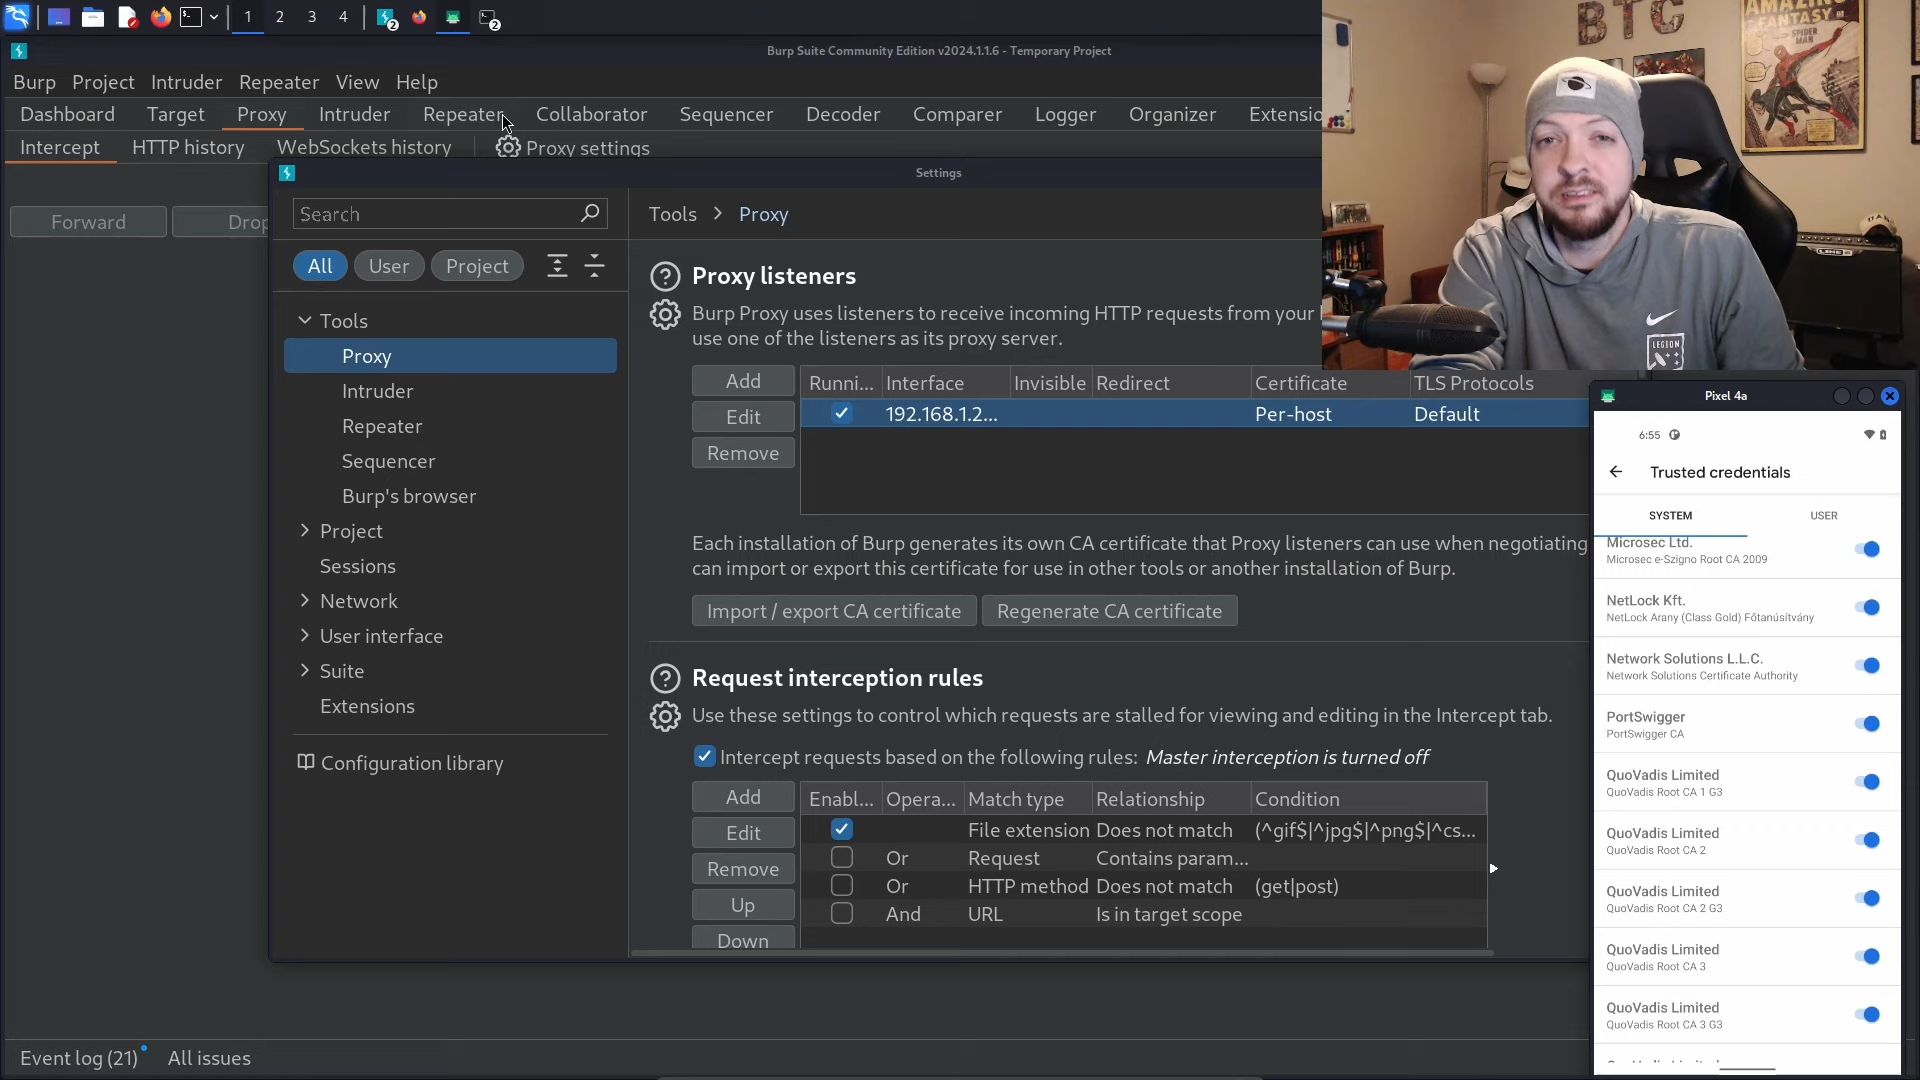 1 2 3 4 2 2
Burp Suite Community Edition v2024.1.1.6 - Temporary Project
Burp Project Intruder Repeater View Help
Dashboard Target Proxy Intruder Repeater Collaborator Sequencer Decoder Comparer Logger Organizer Extensio
Intercept HTTP history WebSockets history Proxy settings
Forward Drop
Settings
Search
All User Project
Tools
Proxy
Intruder
Repeater
Sequencer
Burp's browser
Project
Sessions
Network
User interface
Suite
Extensions
Configuration library
Tools > Proxy
Proxy listeners
Burp Proxy uses listeners to receive incoming HTTP requests from your
use one of the listeners as its proxy server.
Add
Edit
Remove
Runni... Interface Invisible Redirect Certificate TLS Protocols
192.168.1.2... Per-host Default
Each installation of Burp generates its own CA certificate that Proxy listeners can use when negotiating
can import or export this certificate for use in other tools or another installation of Burp.
Import / export CA certificate Regenerate CA certificate
Request interception rules
Use these settings to control which requests are stalled for viewing and editing in the Intercept tab.
Intercept requests based on the following rules: Master interception is turned off
Add
Edit
Remove
Up
Down
Enabl... Opera... Match type Relationship Condition
File extension Does not match (^gif$|^jpg$|^png$|^cs...
Or Request Contains param...
Or HTTP method Does not match (get|post)
And URL Is in target scope
Event log (21) All issues
BTC
AMAZING
FANTASY
SPIDER
MAN
LINE
LEGION
Pixel 4a
6:55
Trusted credentials
SYSTEM USER
Microsec Ltd.
Microsec e-Szigno Root CA 2009
NetLock Kft.
NetLock Arany (Class Gold) Főtanúsítvány
Network Solutions L.L.C.
Network Solutions Certificate Authority
PortSwigger
PortSwigger CA
QuoVadis Limited
QuoVadis Root CA 1 G3
QuoVadis Limited
QuoVadis Root CA 2
QuoVadis Limited
QuoVadis Root CA 2 G3
QuoVadis Limited
QuoVadis Root CA 3
QuoVadis Limited
QuoVadis Root CA 3 G3